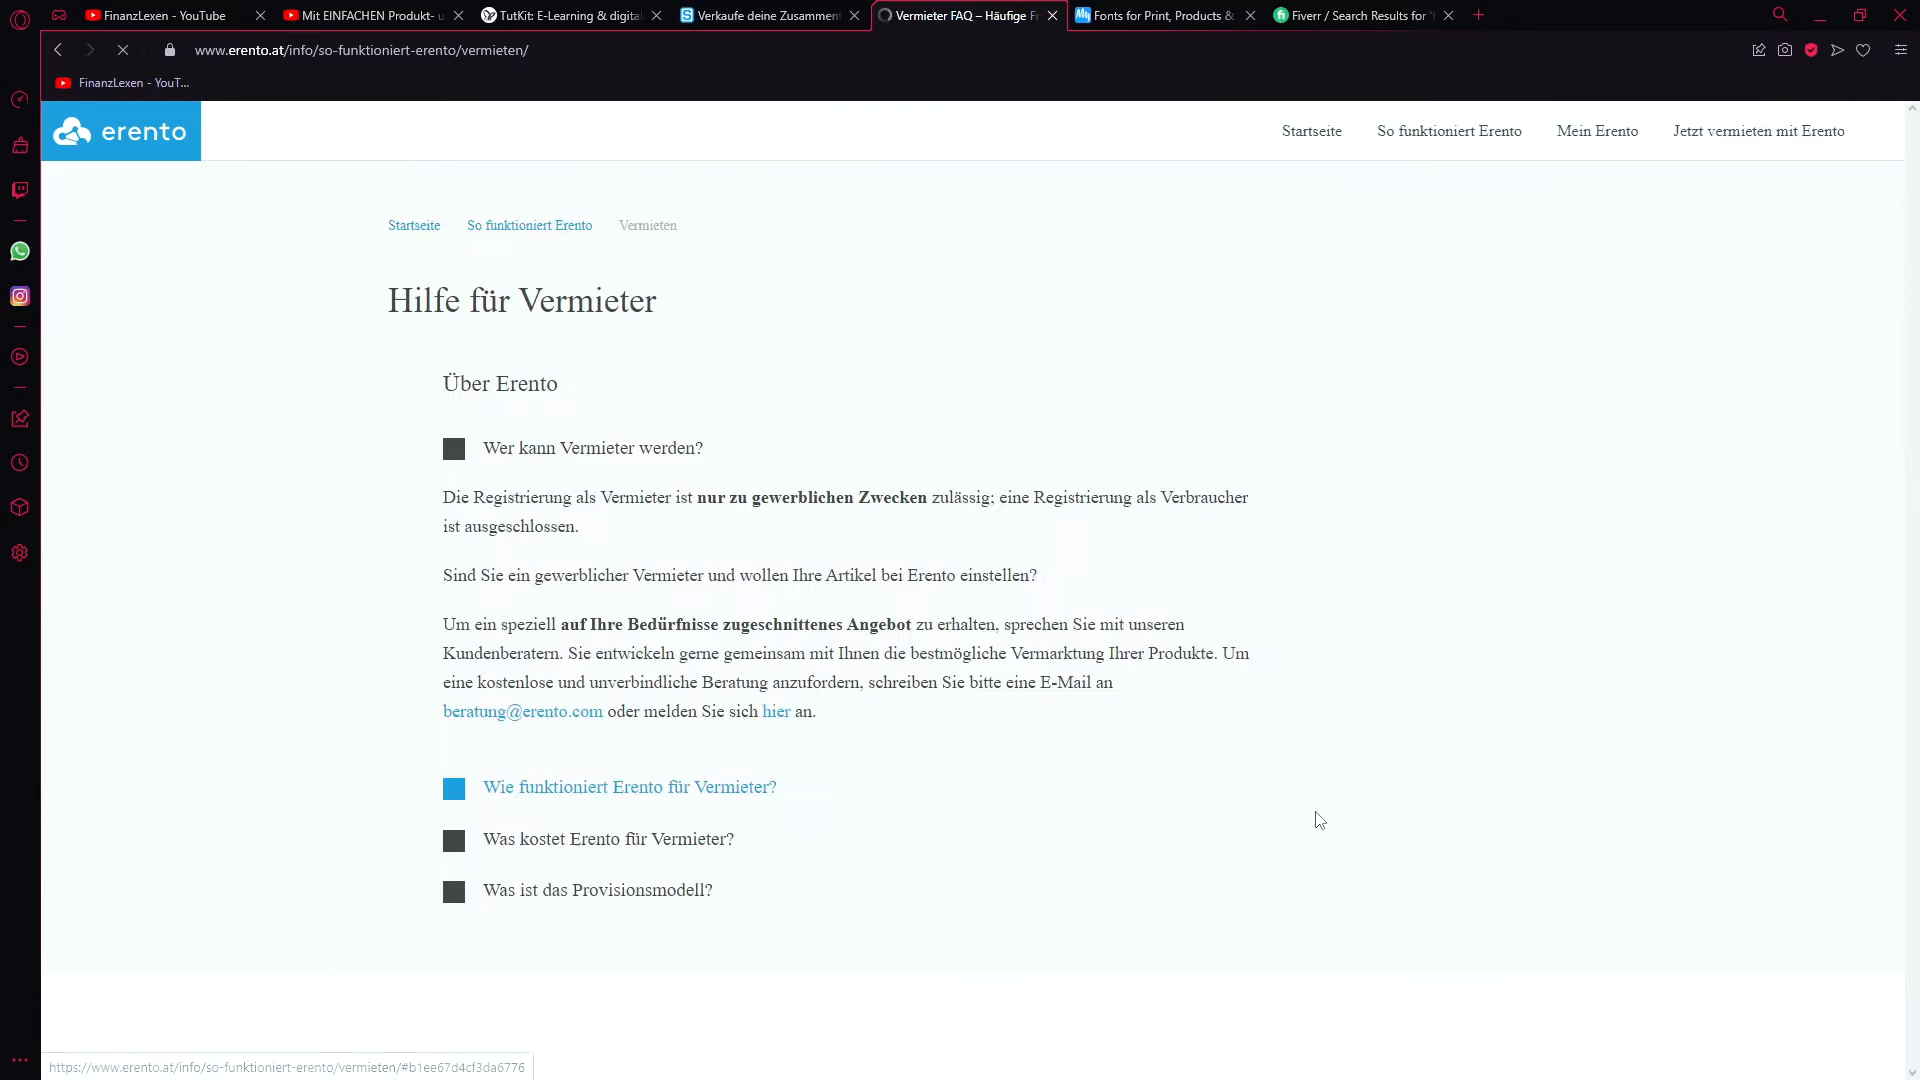 FinanzLexen - YouTube
Mit EINFACHEN Produkt- u
TutKit: E-Learning & digita
Verkaufe deine Zusammen
Vermieter FAQ – Häufige Fr
Fonts for Print, Products &
Fiverr / Search Results for 'f
www.erento.at/info/so-funktioniert-erento/vermieten/
FinanzLexen - YouT...
erento
Startseite
So funktioniert Erento
Mein Erento
Jetzt vermieten mit Erento
Startseite
So funktioniert Erento
Vermieten
Hilfe für Vermieter
Über Erento
Wer kann Vermieter werden?
Die Registrierung als Vermieter ist nur zu gewerblichen Zwecken zulässig; eine Registrierung als Verbraucher
ist ausgeschlossen.
Sind Sie ein gewerblicher Vermieter und wollen Ihre Artikel bei Erento einstellen?
Um ein speziell auf Ihre Bedürfnisse zugeschnittenes Angebot zu erhalten, sprechen Sie mit unseren
Kundenberatern. Sie entwickeln gerne gemeinsam mit Ihnen die bestmögliche Vermarktung Ihrer Produkte. Um
eine kostenlose und unverbindliche Beratung anzufordern, schreiben Sie bitte eine E-Mail an
beratung@erento.com oder melden Sie sich hier an.
Wie funktioniert Erento für Vermieter?
Was kostet Erento für Vermieter?
Was ist das Provisionsmodell?
https://www.erento.at/info/so-funktioniert-erento/vermieten/#b1ee67d4cf3da6776